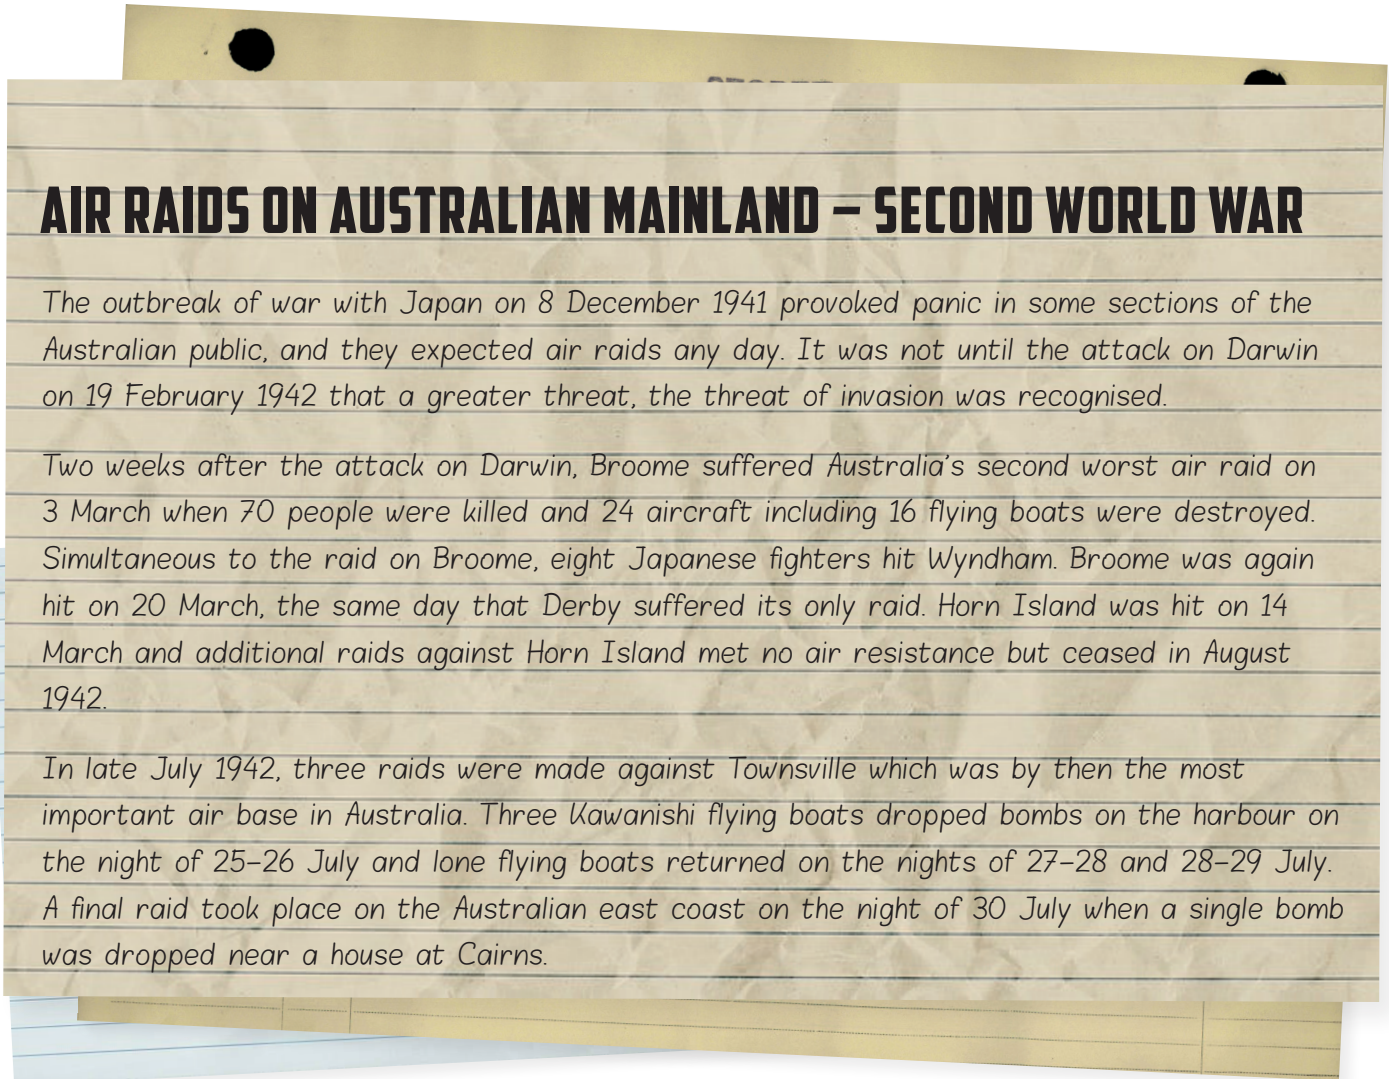 AIR RAIDS ON AUSTRALIAN MAINLAND – SECOND WORLD WAR
The outbreak of war with Japan on 8 December 1941 provoked panic in some sections of the
Australian public, and they expected air raids any day. It was not until the attack on Darwin
on 19 February 1942 that a greater threat, the threat of invasion was recognised.
Two weeks after the attack on Darwin, Broome suffered Australia's second worst air raid on
3 March when 70 people were killed and 24 aircraft including 16 flying boats were destroyed.
Simultaneous to the raid on Broome, eight Japanese fighters hit Wyndham. Broome was again
hit on 20 March, the same day that Derby suffered its only raid. Horn Island was hit on 14
March and additional raids against Horn Island met no air resistance but ceased in August
1942.
In late July 1942, three raids were made against Townsville which was by then the most
important air base in Australia. Three Kawanishi flying boats dropped bombs on the harbour on
the night of 25–26 July and lone flying boats returned on the nights of 27–28 and 28–29 July.
A final raid took place on the Australian east coast on the night of 30 July when a single bomb
was dropped near a house at Cairns.